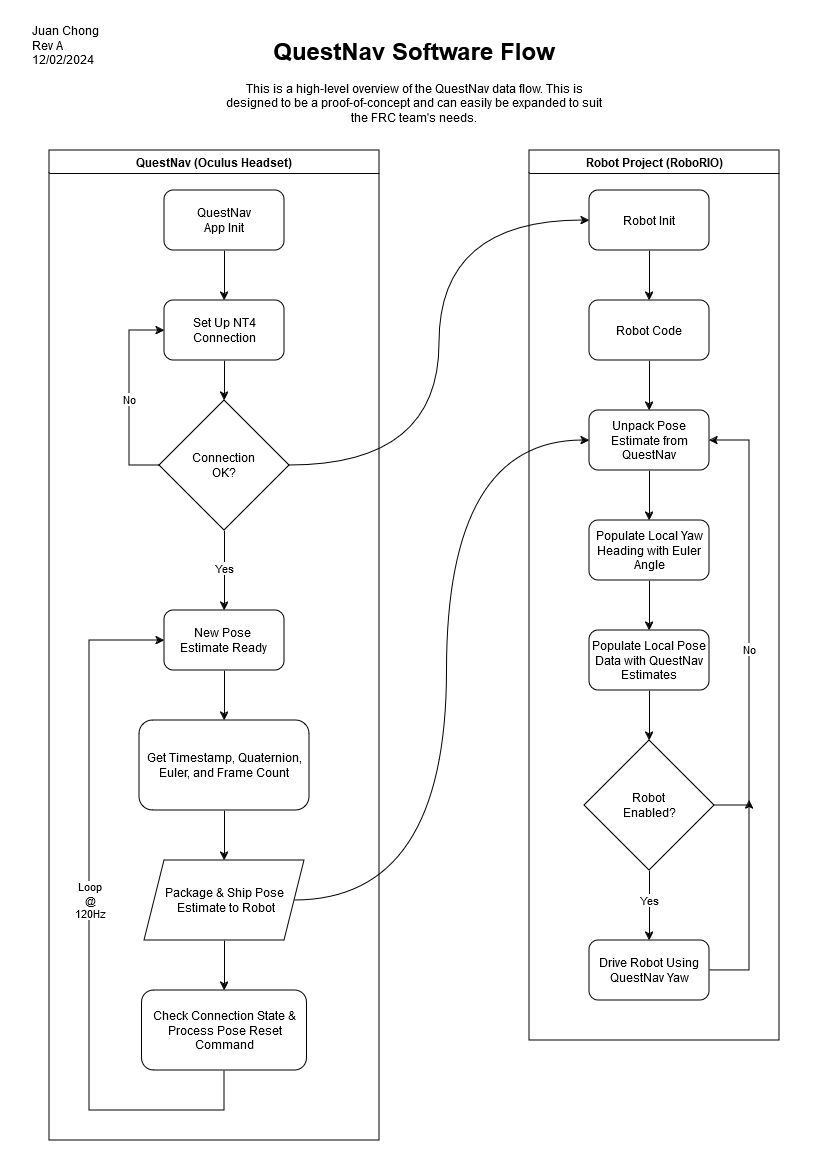 Juan Chong
Rev A
12/02/2024
QuestNav Software Flow
This is a high-level overview of the QuestNav data flow. This is
designed to be a proof-of-concept and can easily be expanded to suit
the FRC team's needs.
QuestNav (Oculus Headset)
QuestNav
App Init
Set Up NT4
Connection
No
Connection
OK?
Yes
New Pose
Estimate Ready
Get Timestamp, Quaternion,
Euler, and Frame Count
Loop
@
120Hz
Package & Ship Pose
Estimate to Robot
Check Connection State &
Process Pose Reset
Command
Robot Project (RoboRIO)
Robot Init
Robot Code
Unpack Pose
Estimate from
QuestNav
Populate Local Yaw
Heading with Euler
Angle
Populate Local Pose
Data with QuestNav
Estimates
No
Robot
Enabled?
Yes
Drive Robot Using
QuestNav Yaw